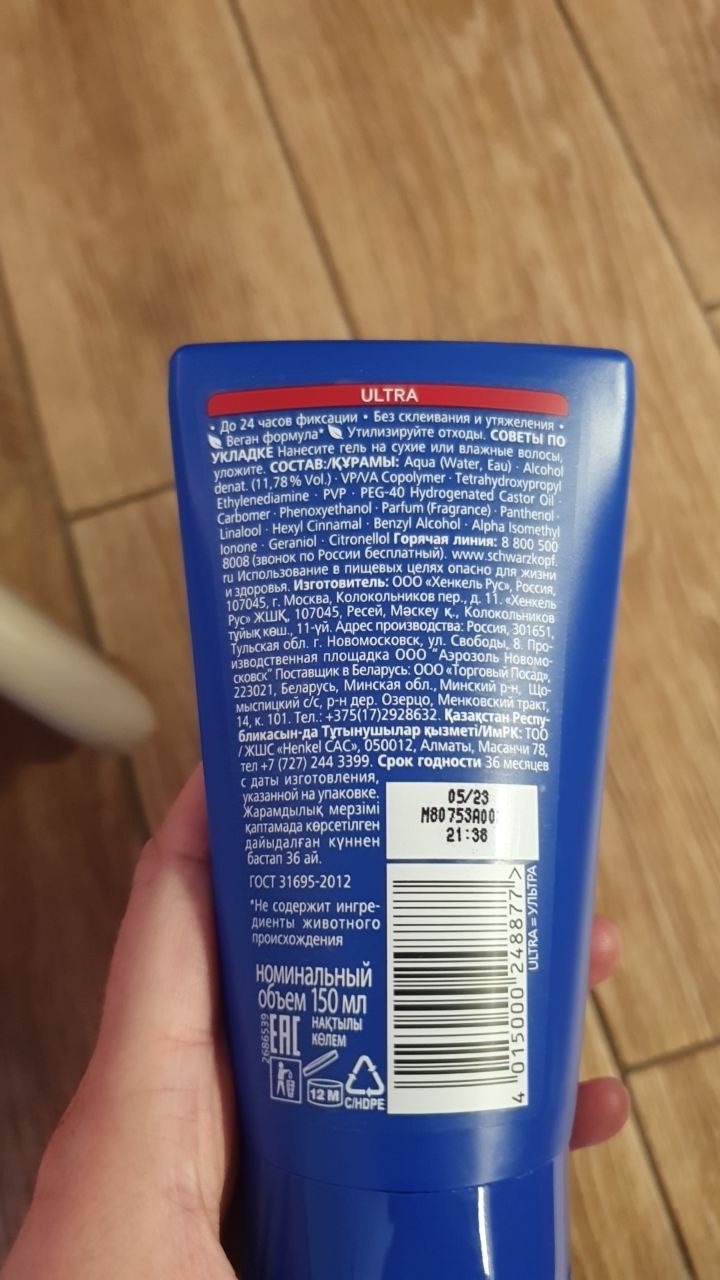 ULTRA
• До 24 часов фиксации • Без склеивания и утяжеления •
Веган формула* Утилизируйте отходы. СОВЕТЫ ПО
УКЛАДКЕ Нанесите гель на сухие или влажные волосы,
уложите. СОСТАВ:/ҚҰРАМЫ: Aqua (Water, Eau) · Alcohol
denat. (11,78 % Vol.) · VP/VA Copolymer · Tetrahydroxypropyl
Ethylenediamine · PVP · PEG-40 Hydrogenated Castor Oil ·
Carbomer · Phenoxyethanol · Parfum (Fragrance) · Panthenol ·
Linalool · Hexyl Cinnamal · Benzyl Alcohol · Alpha Isomethyl
Ionone · Geraniol · Citronellol Горячая линия: 8 800 500
8008 (звонок по России бесплатный). www.schwarzkopf.
ru Использование в пищевых целях опасно для жизни
и здоровья. Изготовитель: ООО «Хенкель Рус», Россия,
107045, г. Москва, Колокольников пер., д. 11. «Хенкель
Рус» ЖШҚ, 107045, Ресей, Мәскеу қ., Колокольников
тұйық көш., 11-үй. Адрес производства: Россия, 301651,
Тульская обл. г. Новомосковск, ул. Свободы, 8. Про-
изводственная площадка ООО "Аэрозоль Новомо-
сковск" Поставщик в Беларусь: ООО «Торговый Посад»,
223021, Беларусь, Минская обл., Минский р-н, Що-
мыслицкий с/с, р-н дер. Озерцо, Менковский тракт,
14, к. 101. Тел.: +375(17)2928632. Қазақстан Респу-
бликасын-да Тұтынушылар қызметі/ИмРК: ТОО
/ЖШС «Henkel САС», 050012, Алматы, Масанчи 78,
тел +7 (727) 244 3399. Срок годности 36 месяцев
с даты изготовления,
указанной на упаковке.
Жарамдылық мерзімі
қаптамада көрсетілген
дайыдалған күннен
бастап 36 ай.
05/23
M80753A00
21:38
ГОСТ 31695-2012
*Не содержит ингре-
диенты животного
происхождения
номинальный
объем 150 мл
НАҚТЫЛЫ
КӨЛЕМ
2686539
EAC
12 M
C/HDPE
4 015000 248877 >
ULTRA = УЛЬТРА